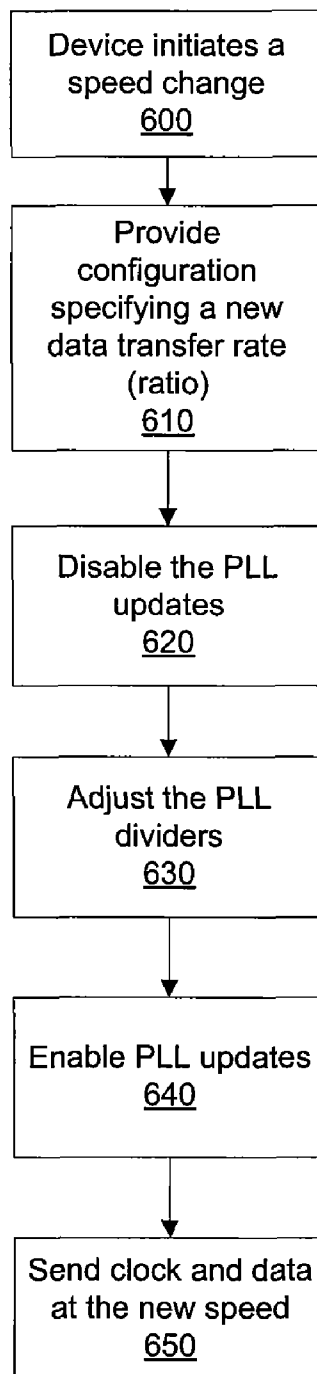 Device initiates a
speed change
600
Provide
configuration
specifying a new
data transfer rate
(ratio)
610
Disable the PLL
updates
620
Adjust the PLL
dividers
630
Enable PLL updates
640
Send clock and data
at the new speed
650